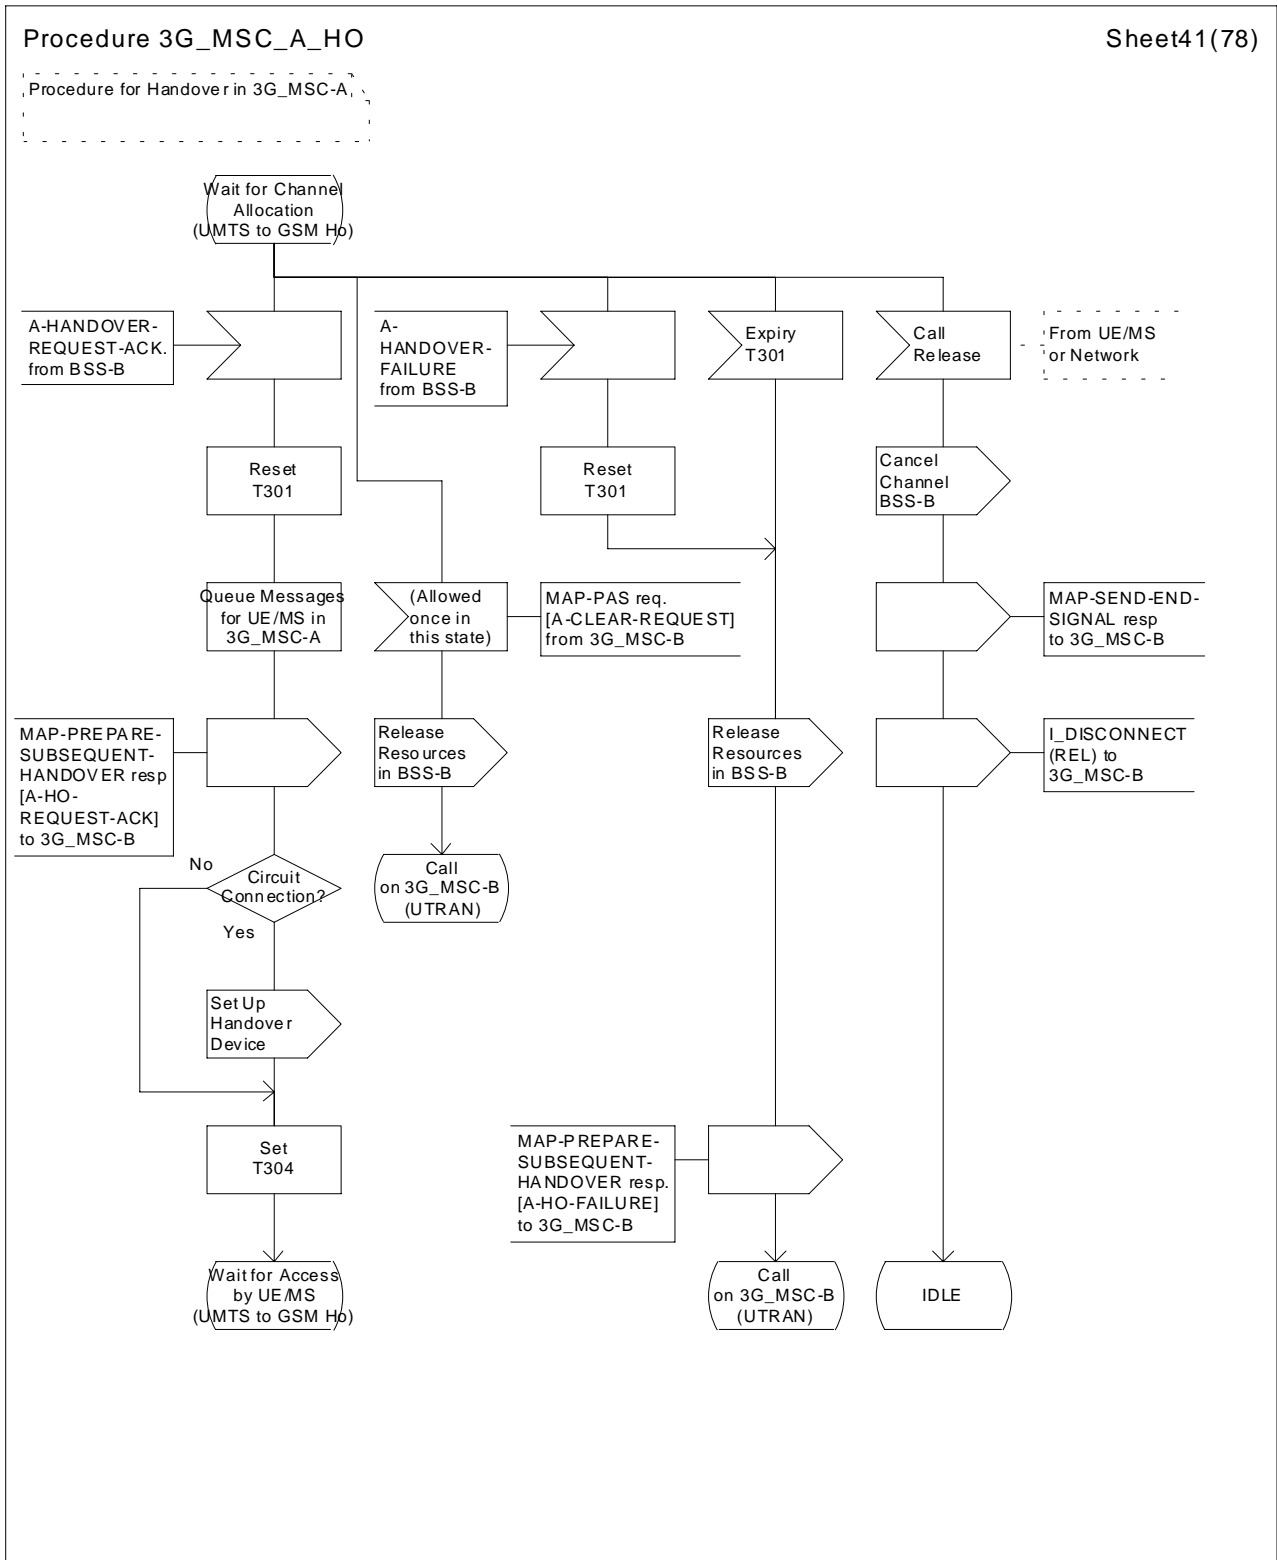 Procedure 3G_MSC_A_HO
Sheet41(78)
Procedure for Handover in 3G_MSC-A
Wait for Channel
Allocation
(UMTS to GSM Ho)
A-HANDOVER-
REQUEST-ACK.
from BSS-B
A-
HANDOVER-
FAILURE
from BSS-B
Expiry
T301
Call
Release
From UE/MS
or Network
Reset
T301
Reset
T301
Cancel
Channel
BSS-B
Queue Messages
for UE/MS in
3G_MSC-A
(Allowed
once in
this state)
MAP-PAS req.
[A-CLEAR-REQUEST]
from 3G_MSC-B
MAP-SEND-END-
SIGNAL resp
to 3G_MSC-B
MAP-PREPARE-
SUBSEQUENT-
HANDOVER resp
[A-HO-
REQUEST-ACK]
to 3G_MSC-B
Release
Resources
in BSS-B
Release
Resources
in BSS-B
I_DISCONNECT
(REL) to
3G_MSC-B
No
Circuit
Connection?
Yes
Call
on 3G_MSC-B
(UTRAN)
Set Up
Handover
Device
Set
T304
MAP-PREPARE-
SUBSEQUENT-
HANDOVER resp.
[A-HO-FAILURE]
to 3G_MSC-B
Wait for Access
by UE/MS
(UMTS to GSM Ho)
Call
on 3G_MSC-B
(UTRAN)
IDLE